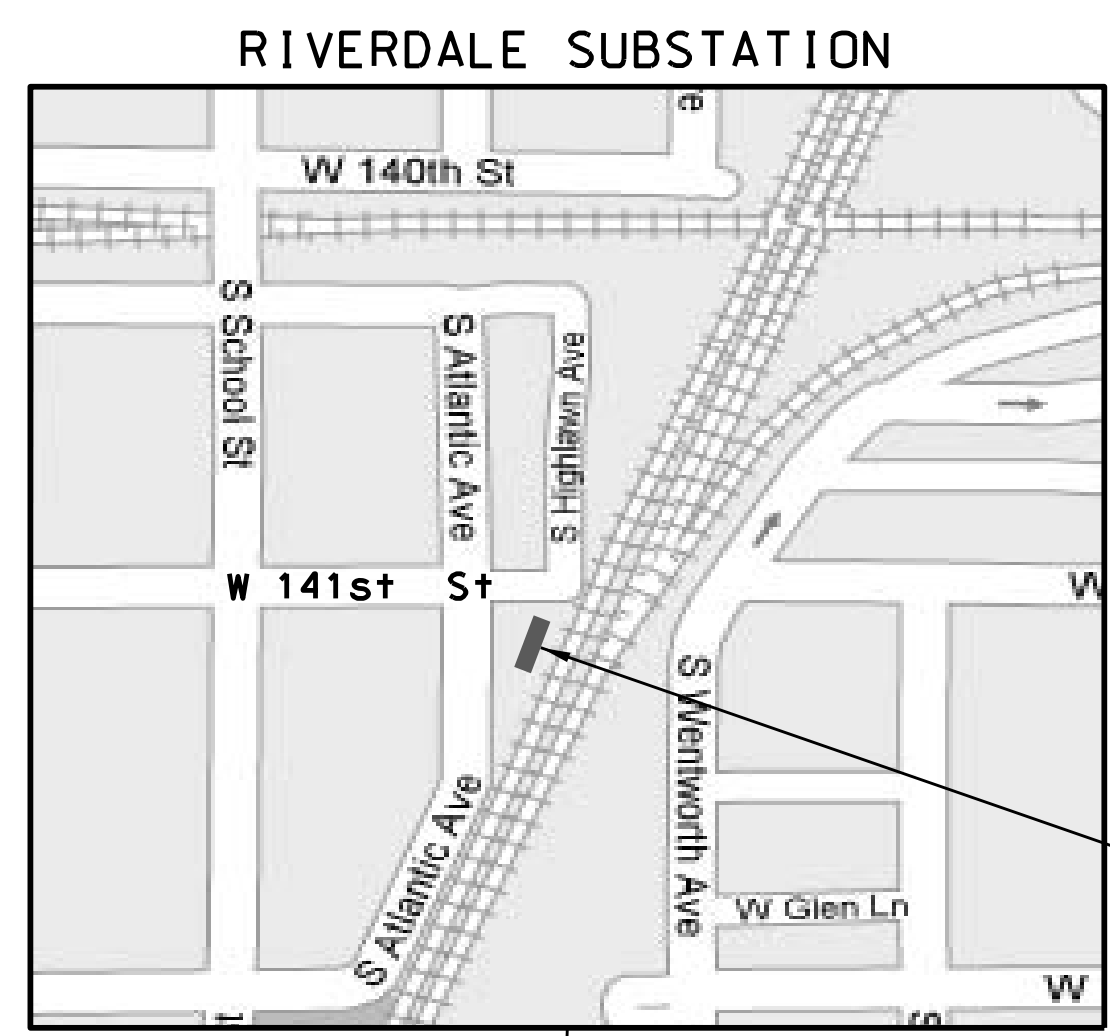 RIVERDALE SUBSTATION
e
W 140th St
S School St
S Atlantic Ave
S Highlawn Ave
W 141st St
W
S Wentworth Ave
S Atlantic Ave
W Glen Ln
W
t
S